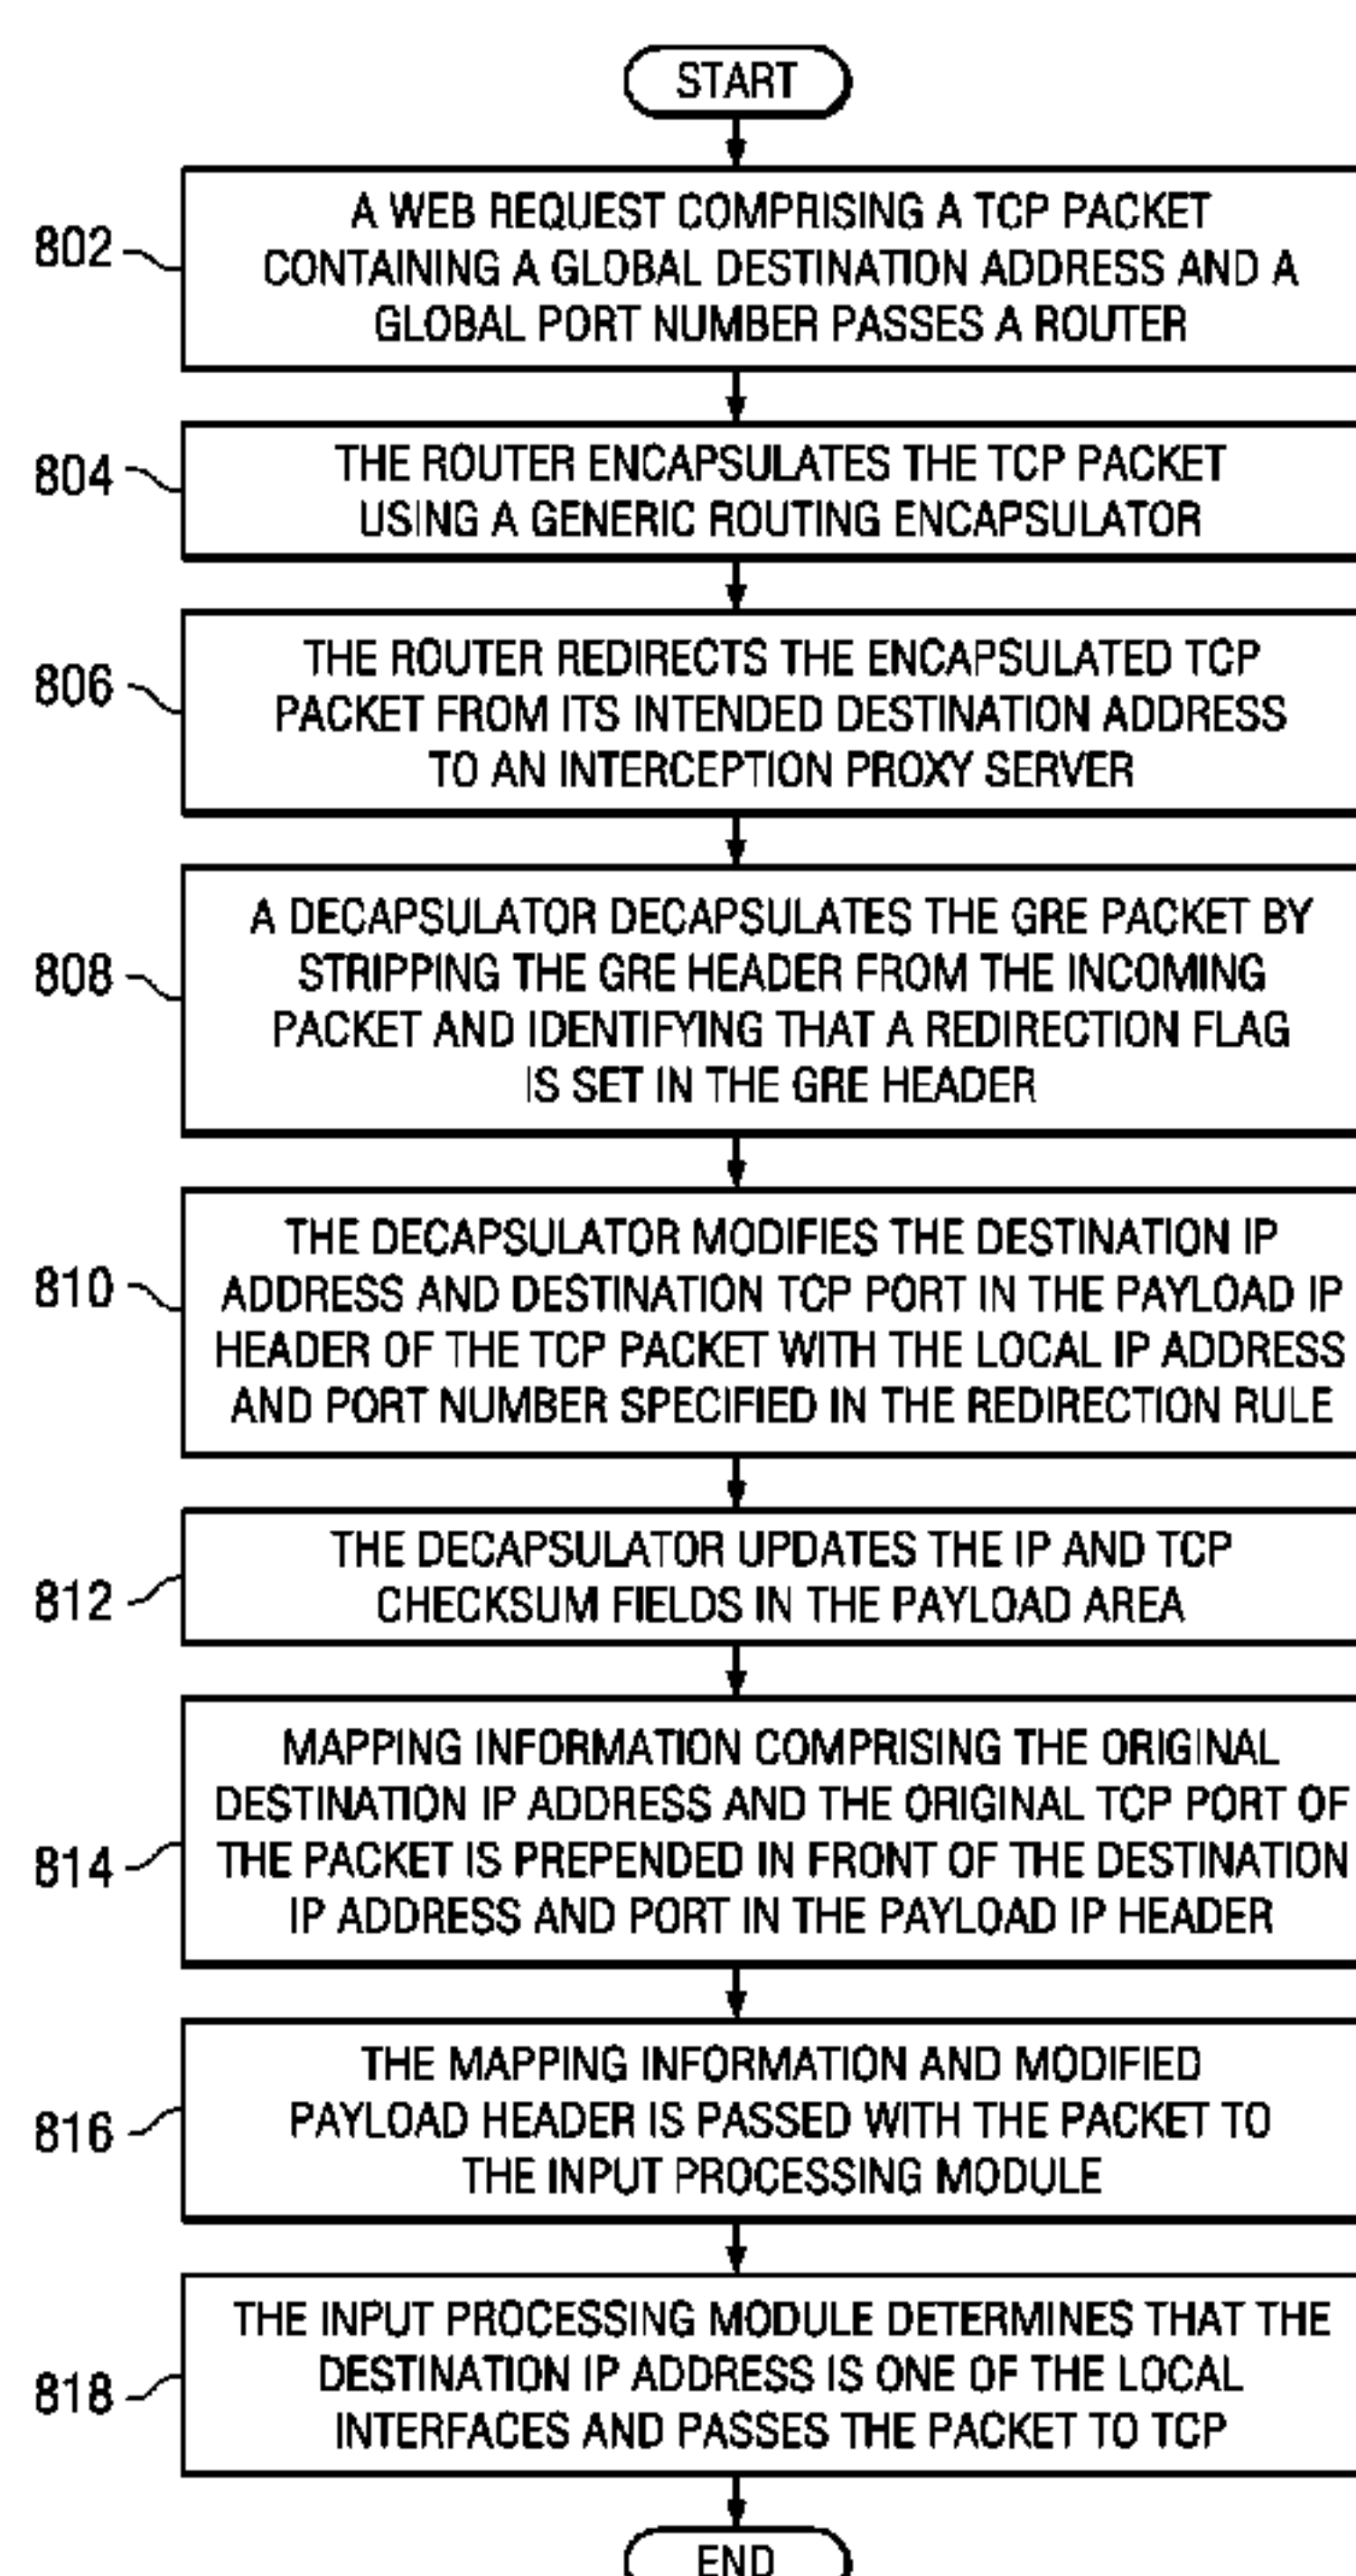 START
802
A WEB REQUEST COMPRISING A TCP PACKET
CONTAINING A GLOBAL DESTINATION ADDRESS AND A
GLOBAL PORT NUMBER PASSES A ROUTER
804
THE ROUTER ENCAPSULATES THE TCP PACKET
USING A GENERIC ROUTING ENCAPSULATOR
806
THE ROUTER REDIRECTS THE ENCAPSULATED TCP
PACKET FROM ITS INTENDED DESTINATION ADDRESS
TO AN INTERCEPTION PROXY SERVER
808
A DECAPSULATOR DECAPSULATES THE GRE PACKET BY
STRIPPING THE GRE HEADER FROM THE INCOMING
PACKET AND IDENTIFYING THAT A REDIRECTION FLAG
IS SET IN THE GRE HEADER
810
THE DECAPSULATOR MODIFIES THE DESTINATION IP
ADDRESS AND DESTINATION TCP PORT IN THE PAYLOAD IP
HEADER OF THE TCP PACKET WITH THE LOCAL IP ADDRESS
AND PORT NUMBER SPECIFIED IN THE REDIRECTION RULE
812
THE DECAPSULATOR UPDATES THE IP AND TCP
CHECKSUM FIELDS IN THE PAYLOAD AREA
814
MAPPING INFORMATION COMPRISING THE ORIGINAL
DESTINATION IP ADDRESS AND THE ORIGINAL TCP PORT OF
THE PACKET IS PREPENDED IN FRONT OF THE DESTINATION
IP ADDRESS AND PORT IN THE PAYLOAD IP HEADER
816
THE MAPPING INFORMATION AND MODIFIED
PAYLOAD HEADER IS PASSED WITH THE PACKET TO
THE INPUT PROCESSING MODULE
818
THE INPUT PROCESSING MODULE DETERMINES THAT THE
DESTINATION IP ADDRESS IS ONE OF THE LOCAL
INTERFACES AND PASSES THE PACKET TO TCP
END